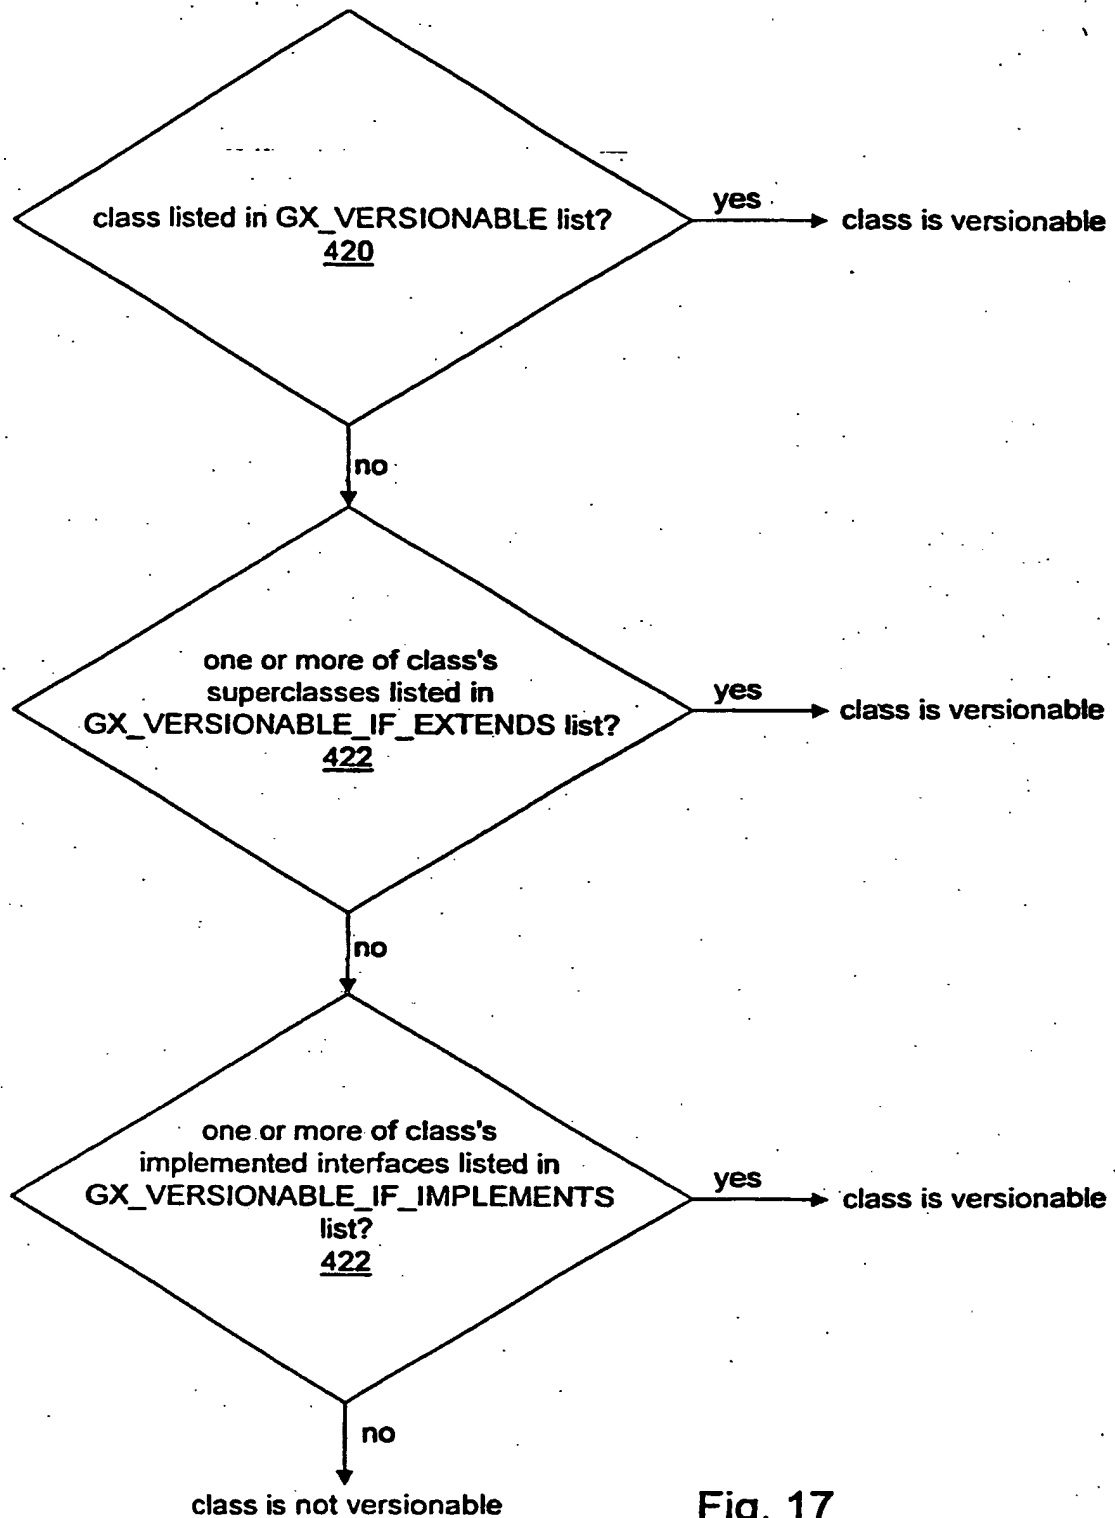 class listed in GX_VERSIONABLE list?
420
yes
class is versionable
no
one or more of class's
superclasses listed in
GX_VERSIONABLE_IF_EXTENDS list?
422
yes
class is versionable
no
one or more of class's
implemented interfaces listed in
GX_VERSIONABLE_IF_IMPLEMENTS
list?
422
yes
class is versionable
no
class is not versionable
Fig. 17